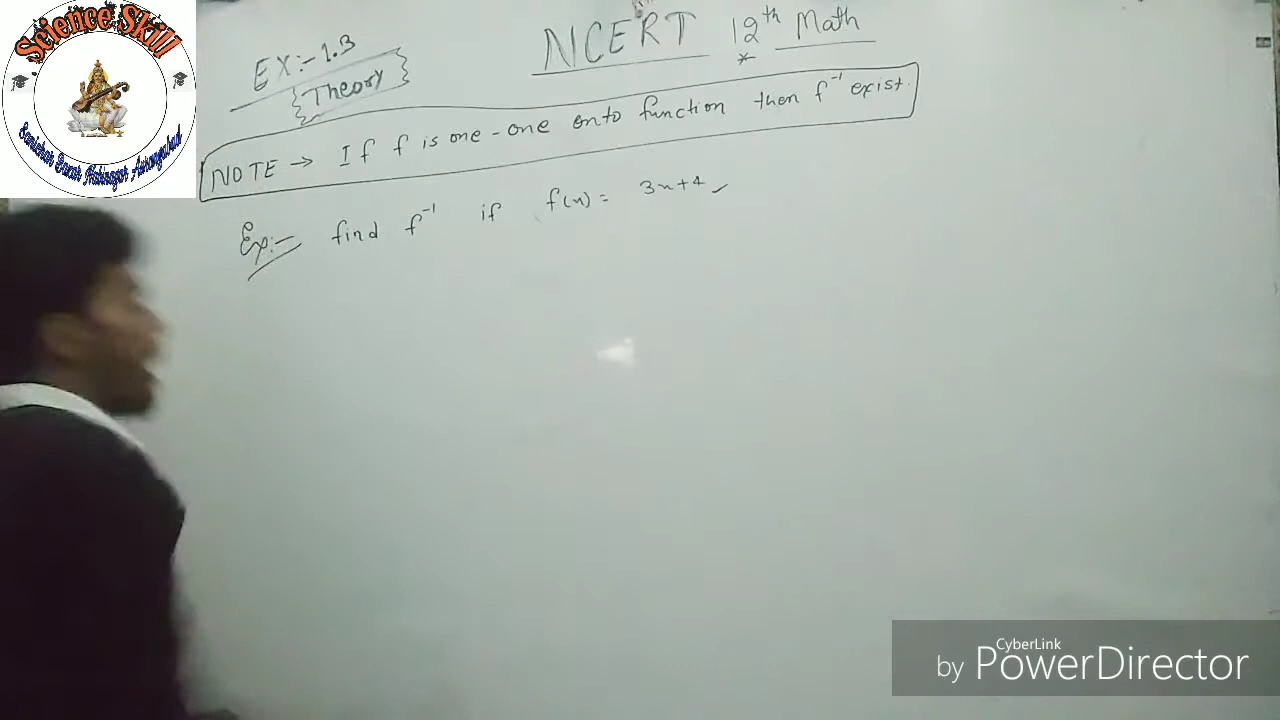 Science Skill
EX:- 1.3
Theory
NCERT 12th Math
NOTE → If f is one-one onto function then f⁻¹ exist.
Ex:- find f⁻¹ if f(x) = 3x+4
CyberLink
by PowerDirector